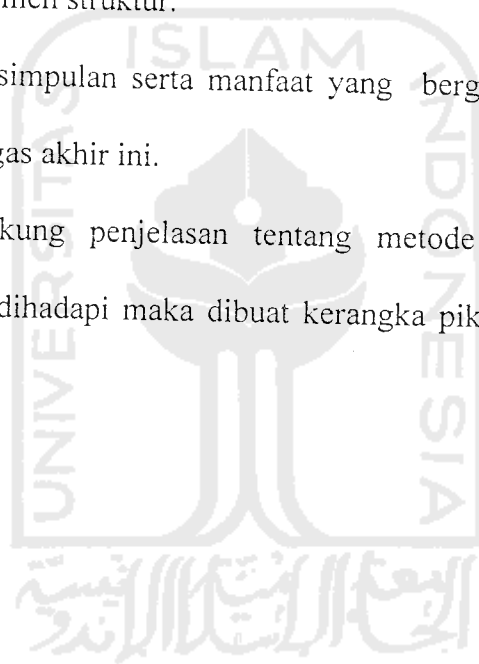 struktur.
ISLAM
simpulan serta manfaat yang berg
gas akhir ini.
kung penjelasan tentang metode
dihadapi maka dibuat kerangka pik
UNIVERSITAS
INDONESIA